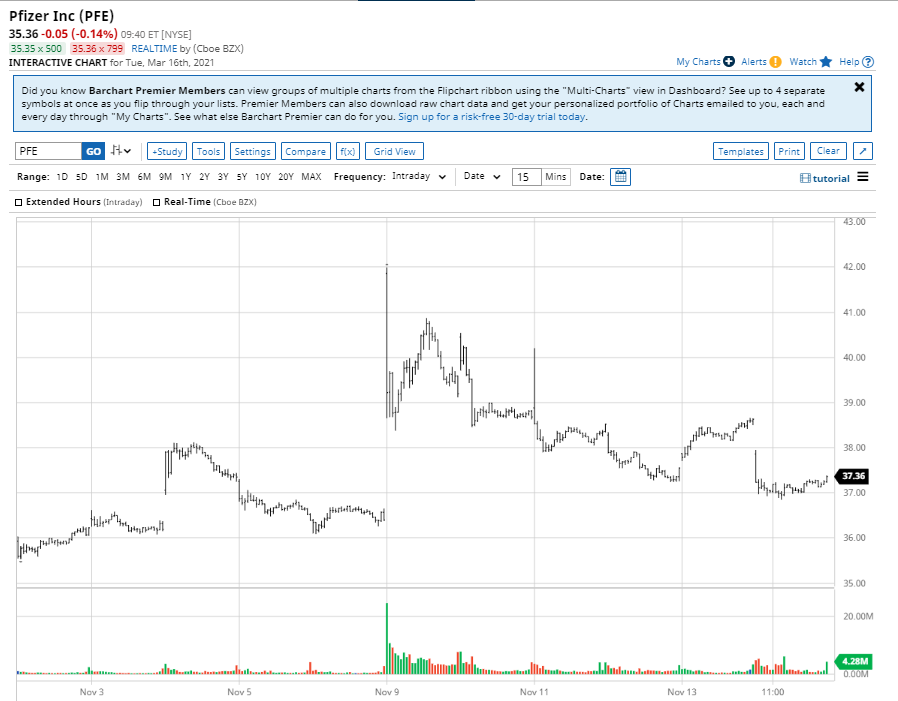 Pfizer Inc (PFE)
35.36 -0.05 (-0.14%) 09:40 ET [NYSE]
35.35 x 500 35.36 x 799 REALTIME by (Cboe BZX)
INTERACTIVE CHART for Tue, Mar 16th, 2021
My Charts Alerts Watch Help
Did you know Barchart Premier Members can view groups of multiple charts from the Flipchart ribbon using the "Multi-Charts" view in Dashboard? See up to 4 separate
symbols at once as you flip through your lists. Premier Members can also download raw chart data and get your personalized portfolio of Charts emailed to you, each and
every day through "My Charts". See what else Barchart Premier can do for you. Sign up for a risk-free 30-day trial today.
PFE GO +Study Tools Settings Compare f(x) Grid View Templates Print Clear
Range: 1D 5D 1M 3M 6M 9M 1Y 2Y 3Y 5Y 10Y 20Y MAX Frequency: Intraday Date 15 Mins Date: tutorial
Extended Hours (Intraday) Real-Time (Cboe BZX)
43.00
42.00
41.00
40.00
39.00
38.00
37.36
37.00
36.00
35.00
20.00M
4.28M
0.00M
Nov 3 Nov 5 Nov 9 Nov 11 Nov 13 11:00